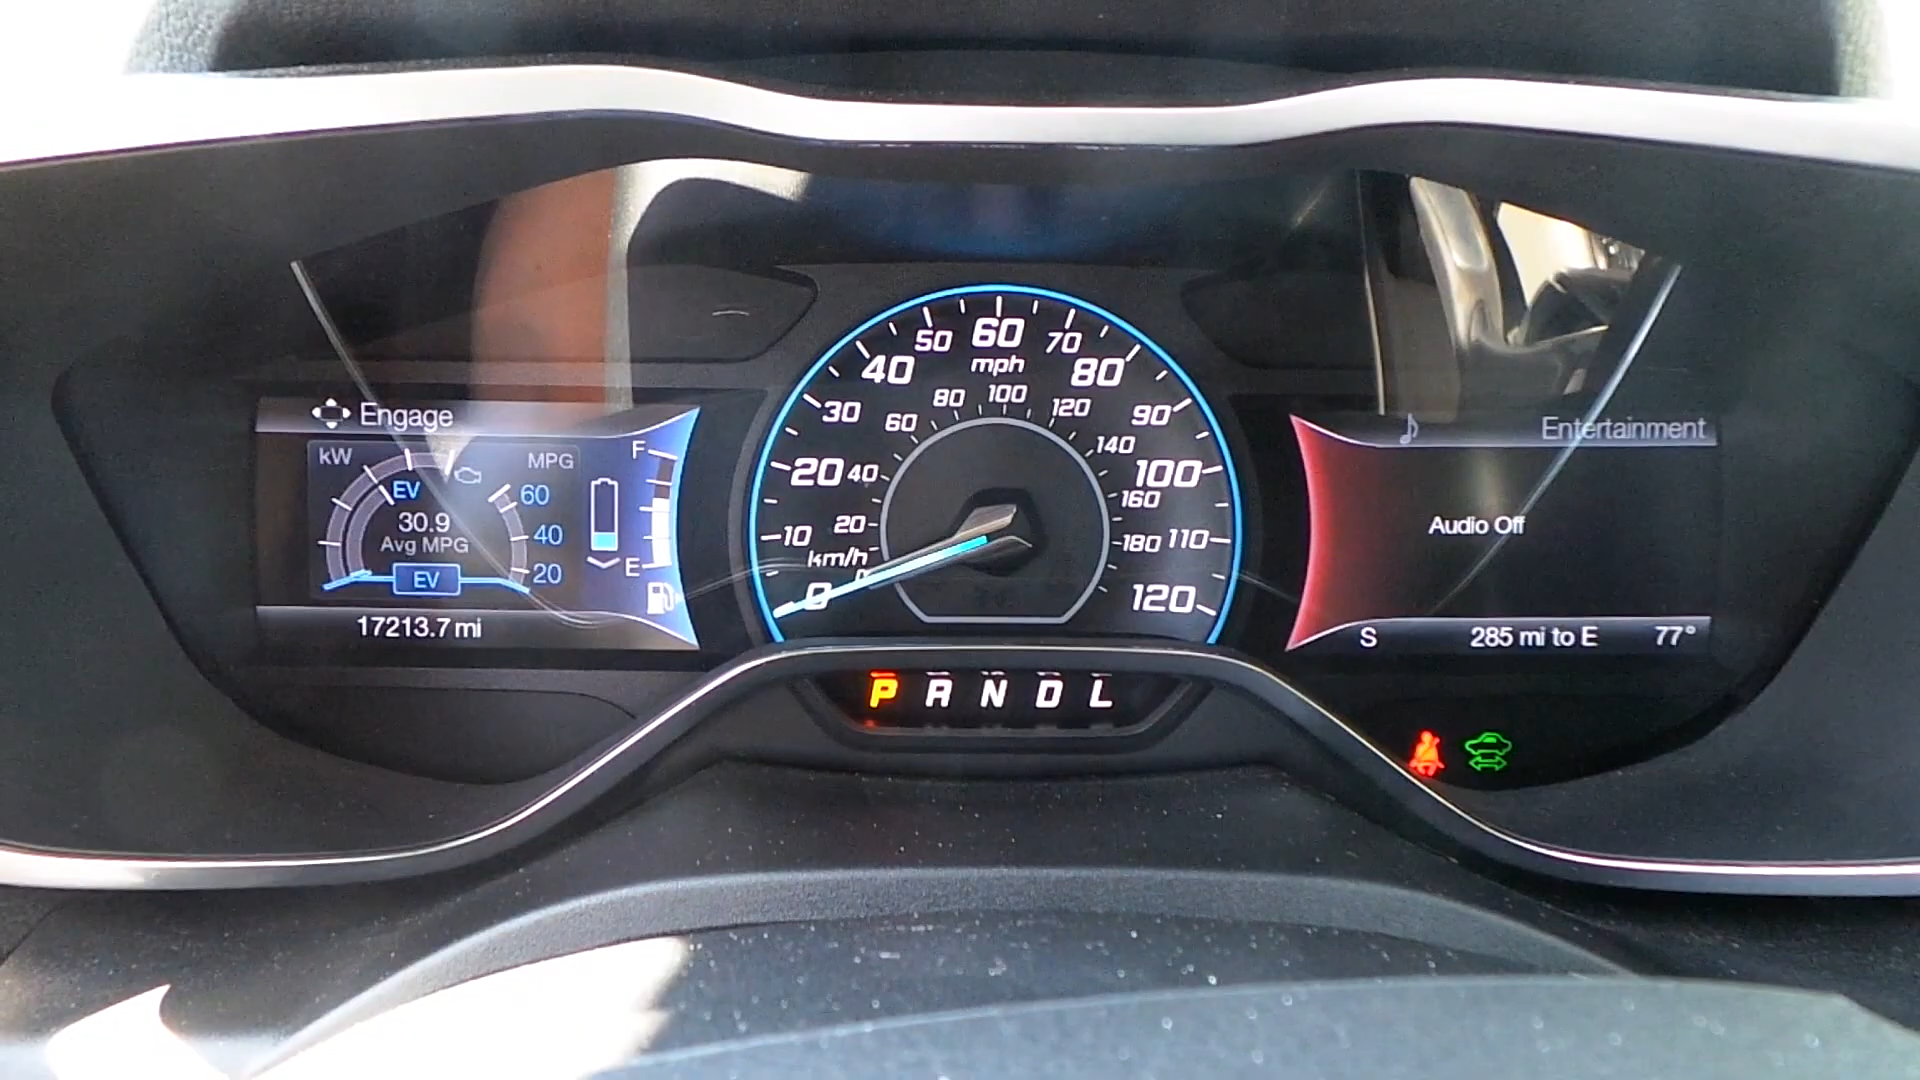 Engage
kW
MPG
F
EV
60
30.9
40
Avg MPG
20
EV
E
17213.7 mi
0
10
20
30
40
50
60
70
80
90
100
110
120
mph
km/h
0
20
40
60
80
100
120
140
160
180
P R N D L
Entertainment
Audio Off
S 285 mi to E 77°